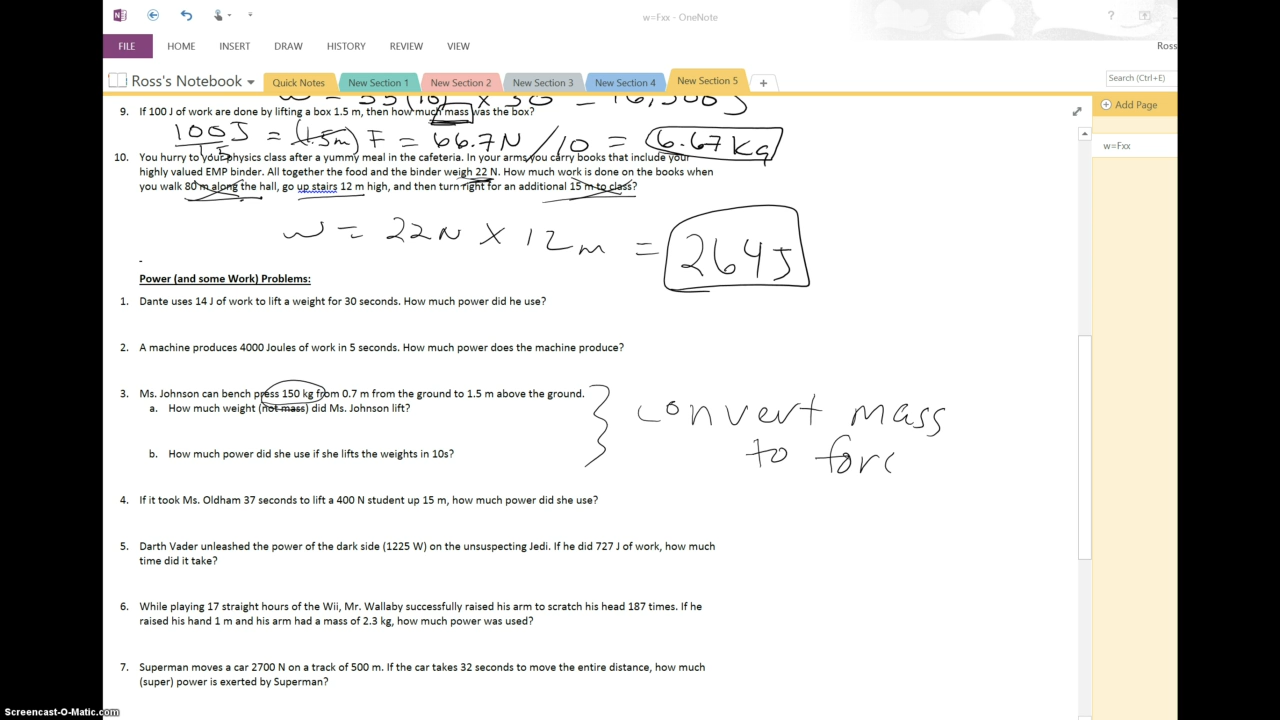 w=Fxx - OneNote
?
FILE HOME INSERT DRAW HISTORY REVIEW VIEW
Ross
Ross's Notebook Quick Notes New Section 1 New Section 2 New Section 3 New Section 4 New Section 5 +
Search (Ctrl+E)
Add Page
w=Fxx
9. If 100 J of work are done by lifting a box 1.5 m, then how much mass was the box?
100J = (1.5m) F = 66.7N / 10 = 6.67 Kg
1.5
10. You hurry to your physics class after a yummy meal in the cafeteria. In your arms you carry books that include your
highly valued EMP binder. All together the food and the binder weigh 22 N. How much work is done on the books when
you walk 80 m along the hall, go up stairs 12 m high, and then turn right for an additional 15 m to class?
w = 22N x 12m = 264J
Power (and some Work) Problems:
1. Dante uses 14 J of work to lift a weight for 30 seconds. How much power did he use?
2. A machine produces 4000 Joules of work in 5 seconds. How much power does the machine produce?
3. Ms. Johnson can bench press 150 kg from 0.7 m from the ground to 1.5 m above the ground.
a. How much weight (not mass) did Ms. Johnson lift?
convert mass
to forc
b. How much power did she use if she lifts the weights in 10s?
4. If it took Ms. Oldham 37 seconds to lift a 400 N student up 15 m, how much power did she use?
5. Darth Vader unleashed the power of the dark side (1225 W) on the unsuspecting Jedi. If he did 727 J of work, how much
time did it take?
6. While playing 17 straight hours of the Wii, Mr. Wallaby successfully raised his arm to scratch his head 187 times. If he
raised his hand 1 m and his arm had a mass of 2.3 kg, how much power was used?
7. Superman moves a car 2700 N on a track of 500 m. If the car takes 32 seconds to move the entire distance, how much
(super) power is exerted by Superman?
Screencast-O-Matic.com